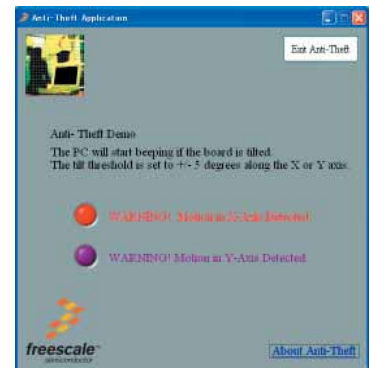 Anti-Theft Application
Exit Anti-Theft
Anti- Theft Demo
The PC will start beeping if the board is tilted.
The tilt threshold is set to +/- 5 degrees along the X or Y axis.
WARNING! Motion in X-Axis Detected
WARNING! Motion in Y-Axis Detected
freescale™
semiconductor
About Anti-Theft